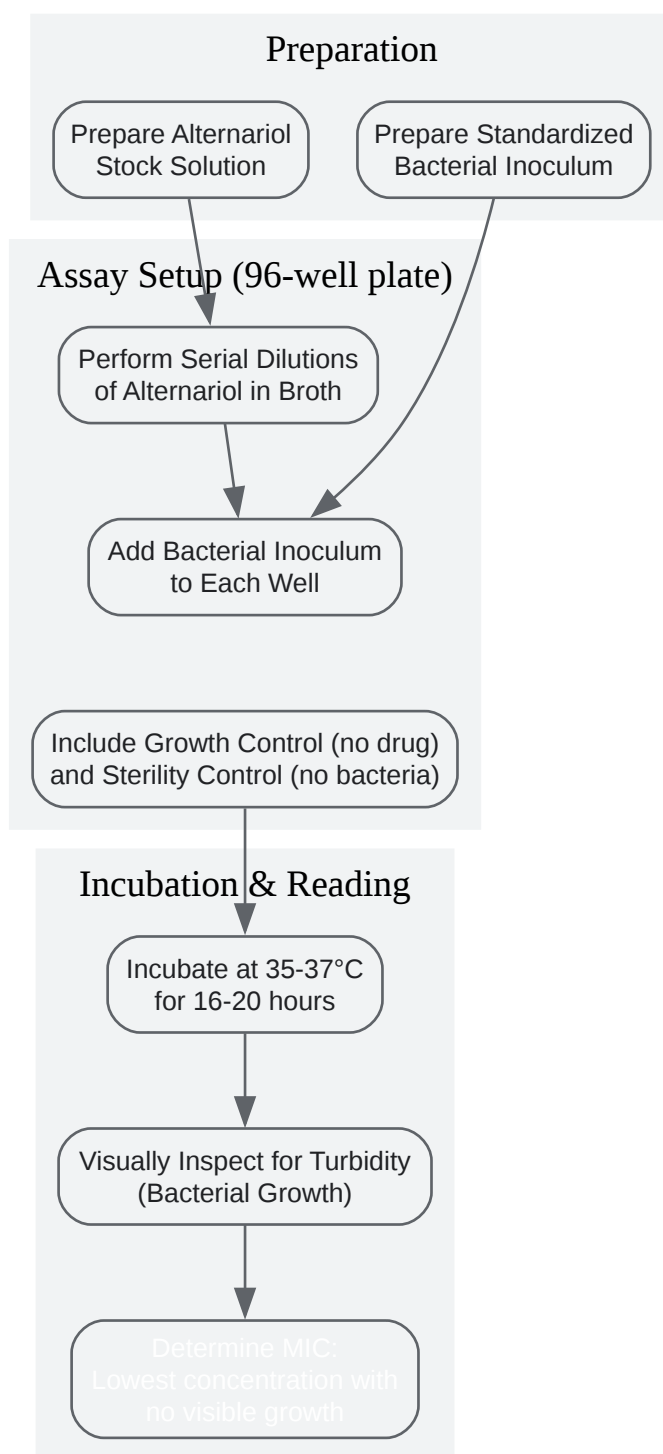 Preparation
Prepare Alternariol
Stock Solution
Prepare Standardized
Bacterial Inoculum
Assay Setup (96-well plate)
Perform Serial Dilutions
of Alternariol in Broth
Add Bacterial Inoculum
to Each Well
Include Growth Control (no drug)
and Sterility Control (no bacteria)
Incubation & Reading
Incubate at 35-37°C
for 16-20 hours
Visually Inspect for Turbidity
(Bacterial Growth)
Determine MIC:
Lowest concentration with
no visible growth